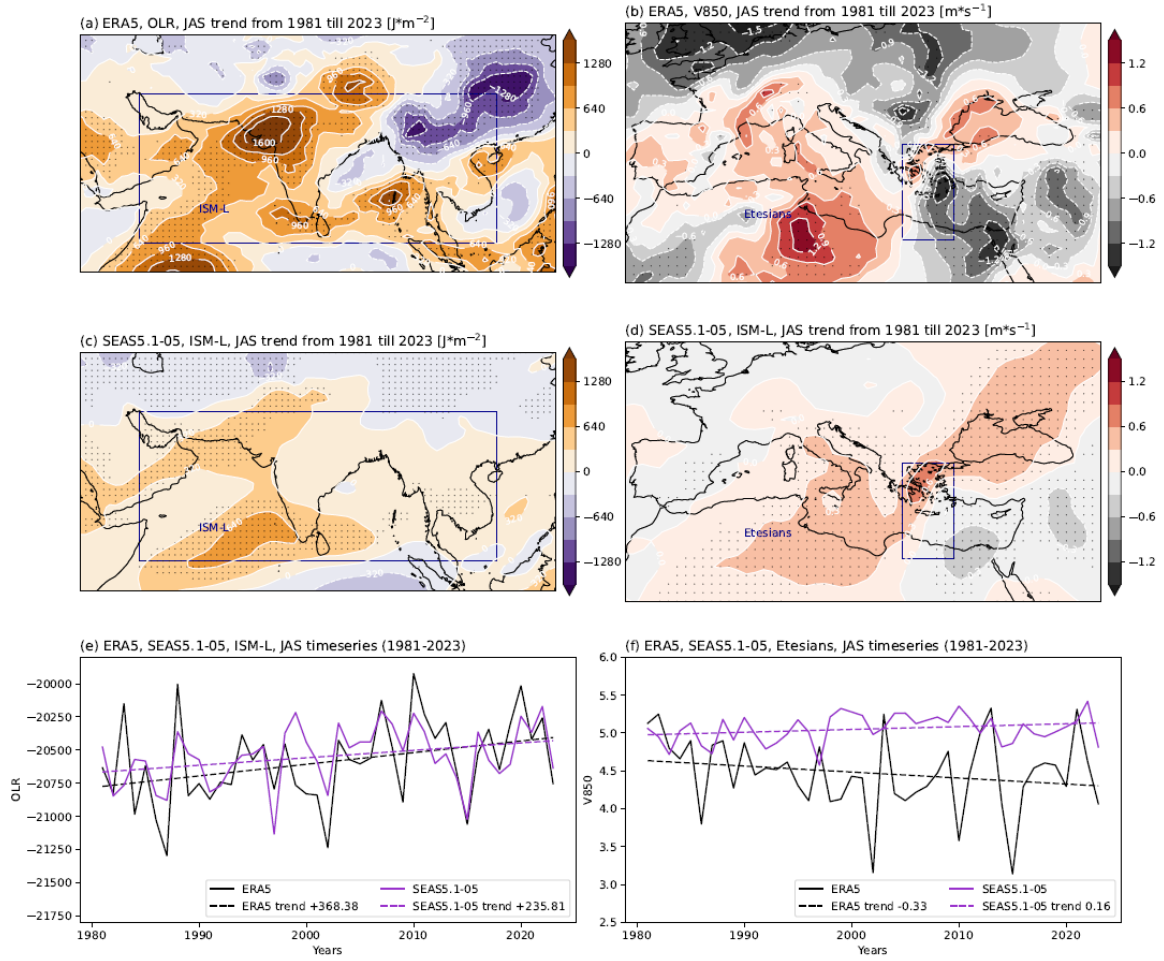 (a) ERA5, OLR, JAS trend from 1981 till 2023 [J*m⁻²]
1280
640
0
−640
−1280
1280
1600
960
ISM-L
960
960
1280
(b) ERA5, V850, JAS trend from 1981 till 2023 [m*s⁻¹]
1.2
0.6
0.0
−0.6
−1.2
Etesians
(c) SEAS5.1-05, ISM-L, JAS trend from 1981 till 2023 [J*m⁻²]
1280
640
0
−640
−1280
ISM-L
(d) SEAS5.1-05, ISM-L, JAS trend from 1981 till 2023 [m*s⁻¹]
1.2
0.6
0.0
−0.6
−1.2
Etesians
(e) ERA5, SEAS5.1-05, ISM-L, JAS timeseries (1981-2023)
OLR
−20000
−20250
−20500
−20750
−21000
−21250
−21500
−21750
ERA5
ERA5 trend +368.38
SEAS5.1-05
SEAS5.1-05 trend +235.81
1980 1990 2000 2010 2020
Years
(f) ERA5, SEAS5.1-05, Etesians, JAS timeseries (1981-2023)
V850
6.0
5.5
5.0
4.5
4.0
3.5
3.0
2.5
ERA5
ERA5 trend -0.33
SEAS5.1-05
SEAS5.1-05 trend 0.16
1980 1990 2000 2010 2020
Years